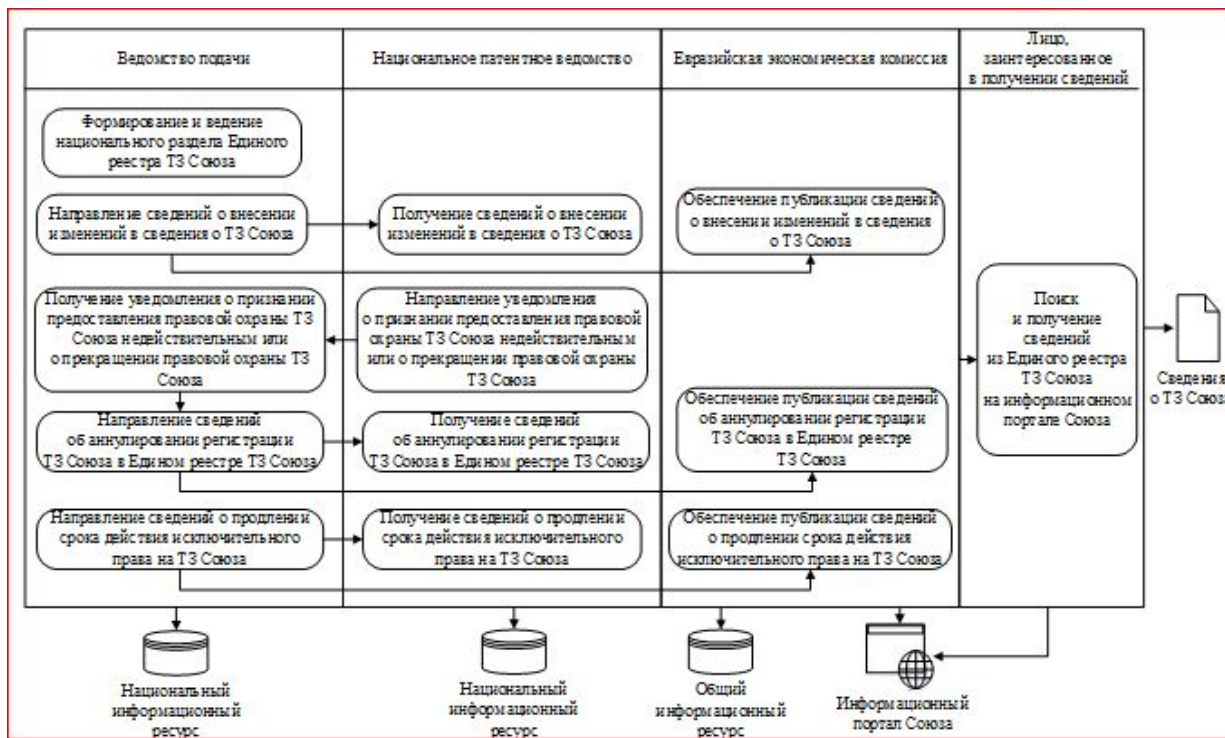 Ведомство подачи
Национальное патентное ведомство
Евразийская экономическая комиссия
Лицо,
заинтересованное
в получении сведений
Формирование и ведение
национального раздела Единого
реестра ТЗ Союза
Направление сведений о внесении
изменений в сведения о ТЗ Союза
Получение сведений о внесении
изменений в сведения о ТЗ Союза
Обеспечение публикации сведений
о внесении изменений в сведения
о ТЗ Союза
Получение уведомления о признании
предоставления правовой охраны ТЗ
Союза недействительным или
о прекращении правовой охраны ТЗ
Союза
Направление уведомления
о признании предоставления правовой
охраны ТЗ Союза недействительным
или о прекращении правовой охраны
ТЗ Союза
Поиск
и получение
сведений
из Единого реестра
ТЗ Союза
на информационном
портале Союза
Сведения
о ТЗ Союза
Направление сведений
об аннулировании регистрации
ТЗ Союза в Едином реестре ТЗ Союза
Получение сведений
об аннулировании регистрации
ТЗ Союза в Едином реестре ТЗ Союза
Обеспечение публикации сведений
об аннулировании регистрации
ТЗ Союза в Едином реестре
ТЗ Союза
Направление сведений о продлении
срока действия исключительного
права на ТЗ Союза
Получение сведений о продлении
срока действия исключительного
права на ТЗ Союза
Обеспечение публикации сведений
о продлении срока действия
исключительного права на ТЗ Союза
Национальный
информационный
ресурс
Национальный
информационный
ресурс
Общий
информационный
ресурс
Информационный
портал Союза